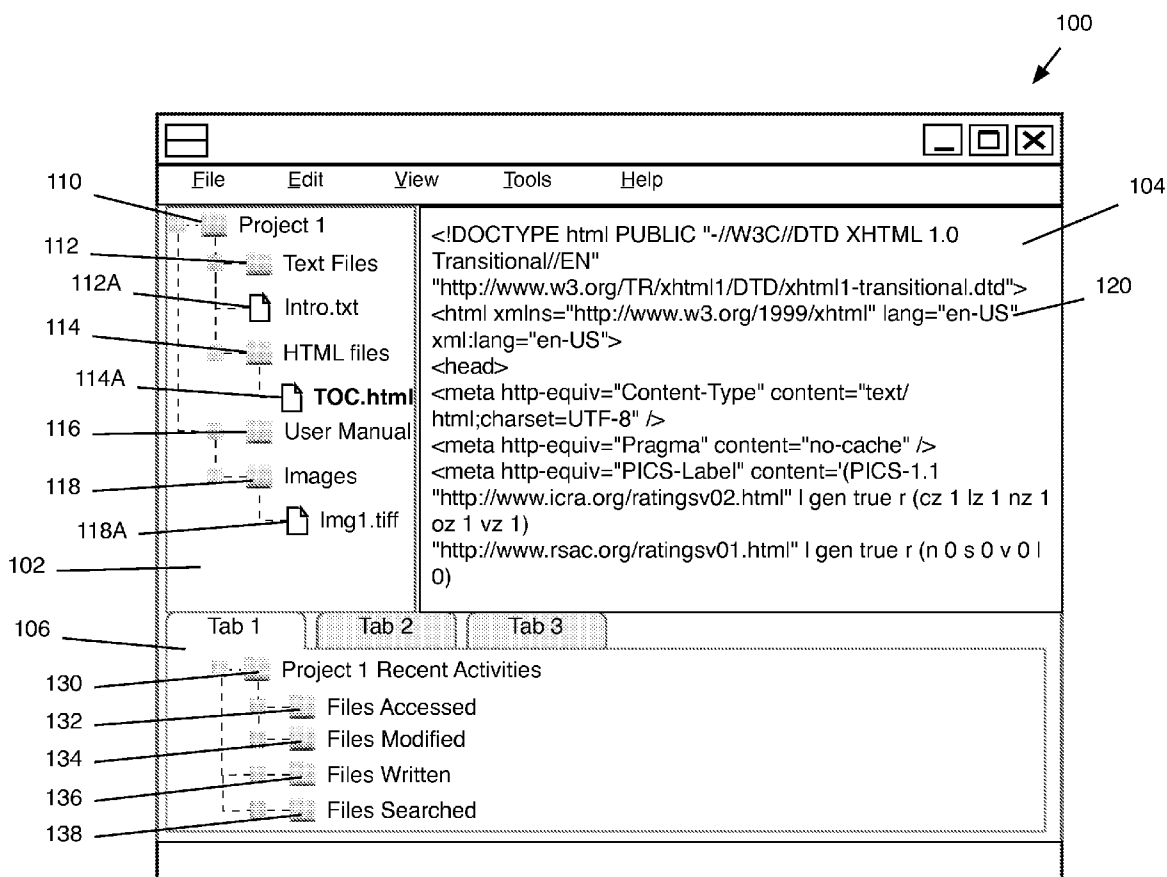 100
File Edit View Tools Help
110
104
Project 1
<!DOCTYPE html PUBLIC "-//W3C//DTD XHTML 1.0
Transitional//EN"
"http://www.w3.org/TR/xhtml1/DTD/xhtml1-transitional.dtd">
<html xmlns="http://www.w3.org/1999/xhtml" lang="en-US"
xml:lang="en-US">
<head>
<meta http-equiv="Content-Type" content="text/
html;charset=UTF-8" />
<meta http-equiv="Pragma" content="no-cache" />
<meta http-equiv="PICS-Label" content='(PICS-1.1
"http://www.icra.org/ratingsv02.html" l gen true r (cz 1 lz 1 nz 1
oz 1 vz 1)
"http://www.rsac.org/ratingsv01.html" l gen true r (n 0 s 0 v 0 l
0)
120
112
Text Files
112A
Intro.txt
114
HTML files
114A
TOC.html
116
User Manual
118
Images
118A
Img1.tiff
102
Tab 1 Tab 2 Tab 3
106
130
Project 1 Recent Activities
132
Files Accessed
134
Files Modified
136
Files Written
138
Files Searched